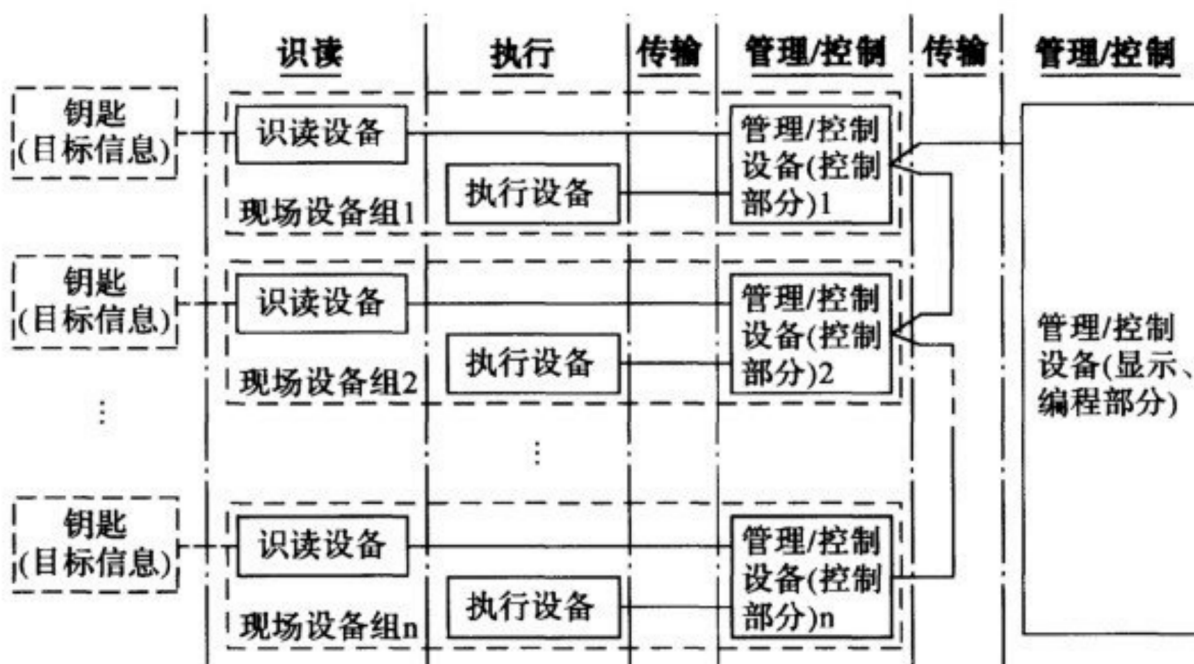 识读 执行 传输 管理/控制 传输 管理/控制
钥匙
(目标信息)
识读设备
执行设备
现场设备组1
管理/控制
设备(控制
部分)1
钥匙
(目标信息)
识读设备
执行设备
现场设备组2
管理/控制
设备(控制
部分)2
⋮
⋮
钥匙
(目标信息)
识读设备
执行设备
现场设备组n
管理/控制
设备(控制
部分)n
管理/控制
设备(显示、
编程部分)